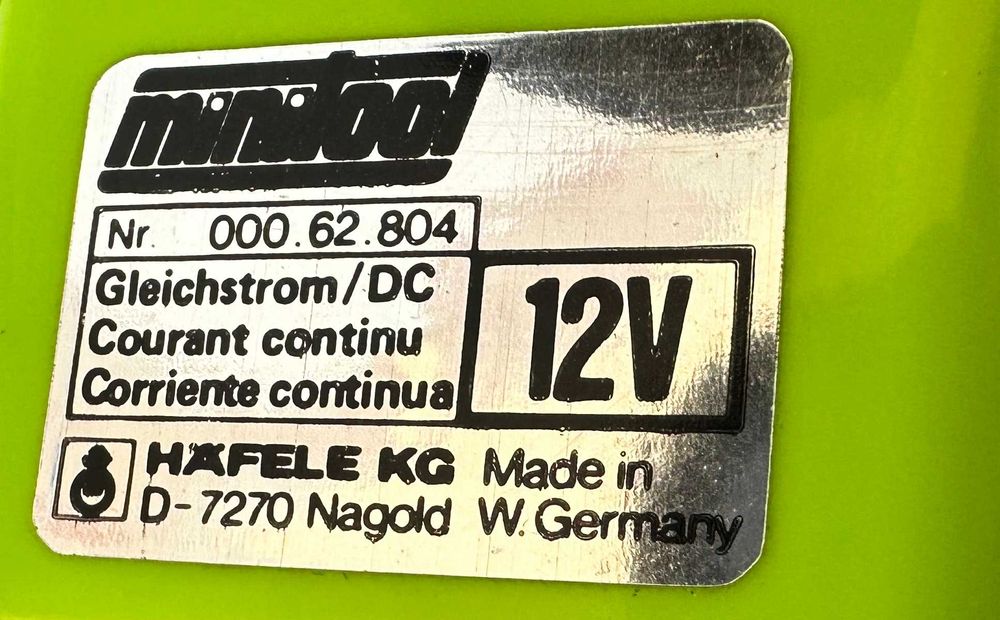 minitool
Nr. 000.62.804
Gleichstrom/DC
Courant continu
Corriente continua
12V
HÄFELE KG Made in
D-7270 Nagold W. Germany